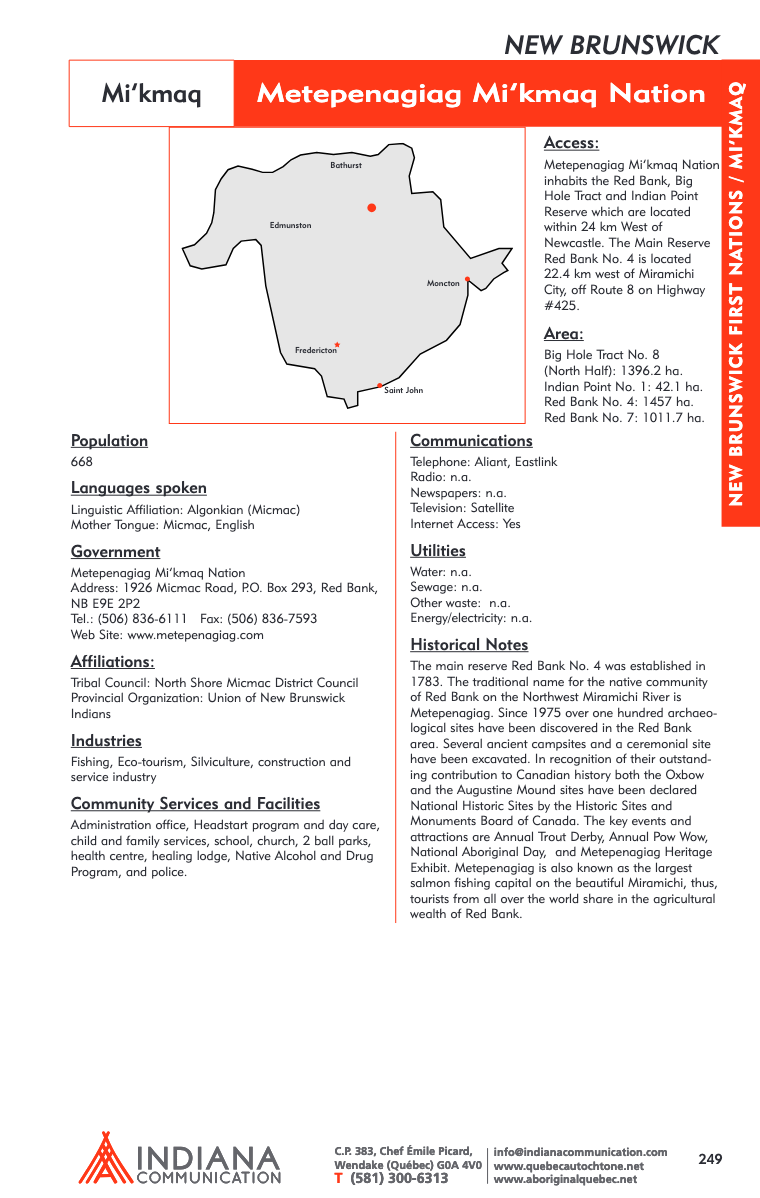 NEW BRUNSWICK
Mi‘kmaq
Metepenagiag Mi‘kmaq Nation
NEW BRUNSWICK FIRST NATIONS / MI‘KMAQ
Bathurst
Edmunston
Moncton
Fredericton
Saint John
Access:
Metepenagiag Mi‘kmaq Nation
inhabits the Red Bank, Big
Hole Tract and Indian Point
Reserve which are located
within 24 km West of
Newcastle. The Main Reserve
Red Bank No. 4 is located
22.4 km west of Miramichi
City, off Route 8 on Highway
#425.
Area:
Big Hole Tract No. 8
(North Half): 1396.2 ha.
Indian Point No. 1: 42.1 ha.
Red Bank No. 4: 1457 ha.
Red Bank No. 7: 1011.7 ha.
Population
668
Languages spoken
Linguistic Affiliation: Algonkian (Micmac)
Mother Tongue: Micmac, English
Government
Metepenagiag Mi‘kmaq Nation
Address: 1926 Micmac Road, P.O. Box 293, Red Bank,
NB E9E 2P2
Tel.: (506) 836-6111 Fax: (506) 836-7593
Web Site: www.metepenagiag.com
Affiliations:
Tribal Council: North Shore Micmac District Council
Provincial Organization: Union of New Brunswick
Indians
Industries
Fishing, Eco-tourism, Silviculture, construction and
service industry
Community Services and Facilities
Administration office, Headstart program and day care,
child and family services, school, church, 2 ball parks,
health centre, healing lodge, Native Alcohol and Drug
Program, and police.
Communications
Telephone: Aliant, Eastlink
Radio: n.a.
Newspapers: n.a.
Television: Satellite
Internet Access: Yes
Utilities
Water: n.a.
Sewage: n.a.
Other waste: n.a.
Energy/electricity: n.a.
Historical Notes
The main reserve Red Bank No. 4 was established in
1783. The traditional name for the native community
of Red Bank on the Northwest Miramichi River is
Metepenagiag. Since 1975 over one hundred archaeo-
logical sites have been discovered in the Red Bank
area. Several ancient campsites and a ceremonial site
have been excavated. In recognition of their outstand-
ing contribution to Canadian history both the Oxbow
and the Augustine Mound sites have been declared
National Historic Sites by the Historic Sites and
Monuments Board of Canada. The key events and
attractions are Annual Trout Derby, Annual Pow Wow,
National Aboriginal Day, and Metepenagiag Heritage
Exhibit. Metepenagiag is also known as the largest
salmon fishing capital on the beautiful Miramichi, thus,
tourists from all over the world share in the agricultural
wealth of Red Bank.
INDIANA
COMMUNICATION
C.P. 383, Chef Émile Picard,
Wendake (Québec) G0A 4V0
T (581) 300-6313
info@indianacommunication.com
www.quebecautochtone.net
www.aboriginalquebec.net
249